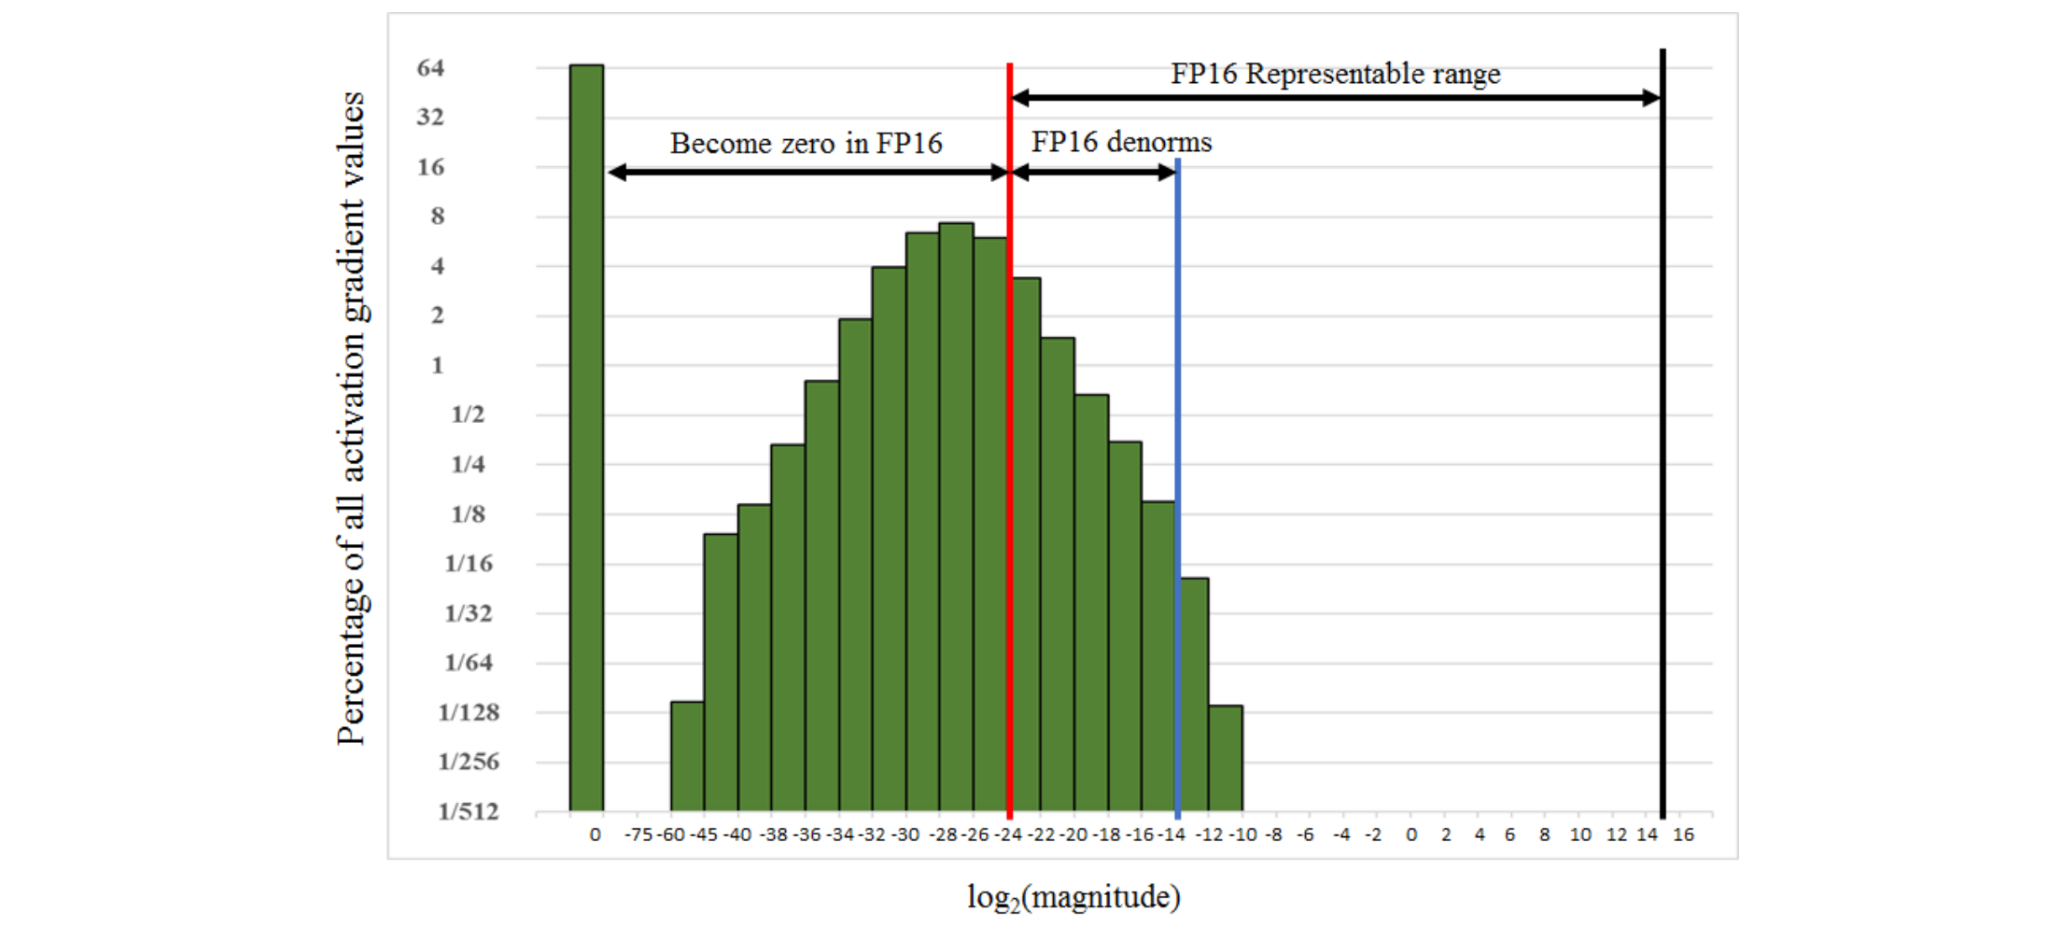 FP16 Representable range
Become zero in FP16
FP16 denorms
Percentage of all activation gradient values
64
32
16
8
4
2
1
1/2
1/4
1/8
1/16
1/32
1/64
1/128
1/256
1/512
0 -75 -60 -45 -40 -38 -36 -34 -32 -30 -28 -26 -24 -22 -20 -18 -16 -14 -12 -10 -8 -6 -4 -2 0 2 4 6 8 10 12 14 16
log₂(magnitude)